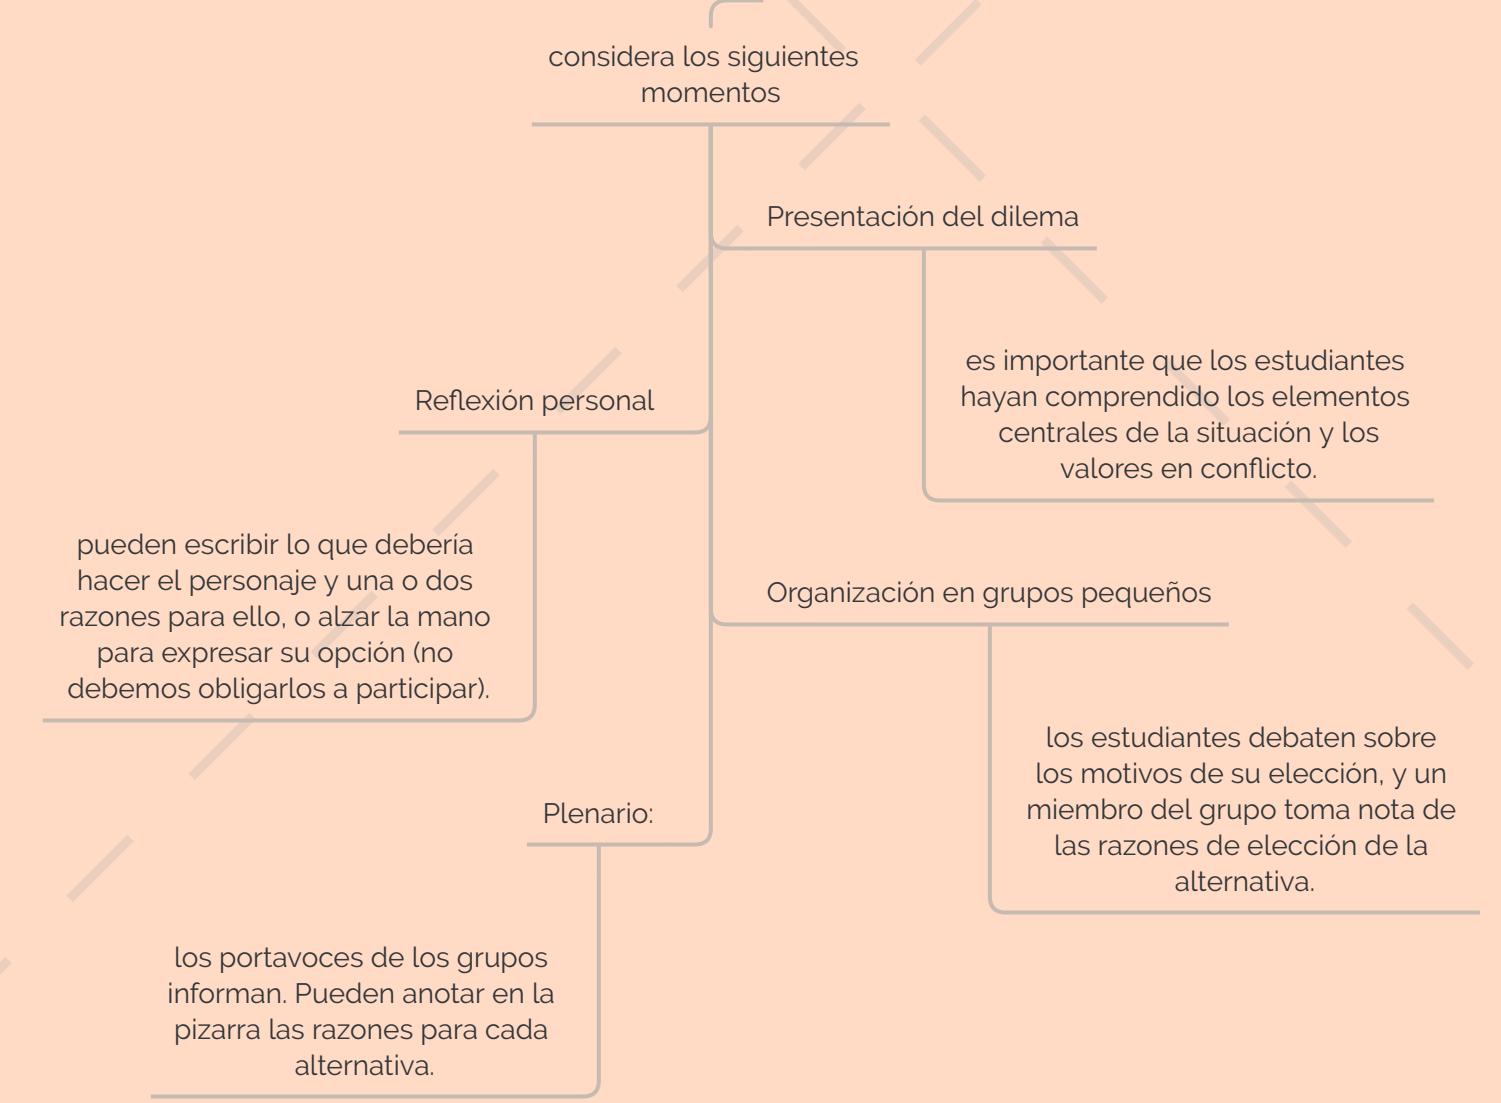 considera los siguientes
momentos
Presentación del dilema
es importante que los estudiantes
hayan comprendido los elementos
centrales de la situación y los
valores en conflicto.
Reflexión personal
pueden escribir lo que debería
hacer el personaje y una o dos
razones para ello, o alzar la mano
para expresar su opción (no
debemos obligarlos a participar).
Organización en grupos pequeños
los estudiantes debaten sobre
los motivos de su elección, y un
miembro del grupo toma nota de
las razones de elección de la
alternativa.
Plenario:
los portavoces de los grupos
informan. Pueden anotar en la
pizarra las razones para cada
alternativa.